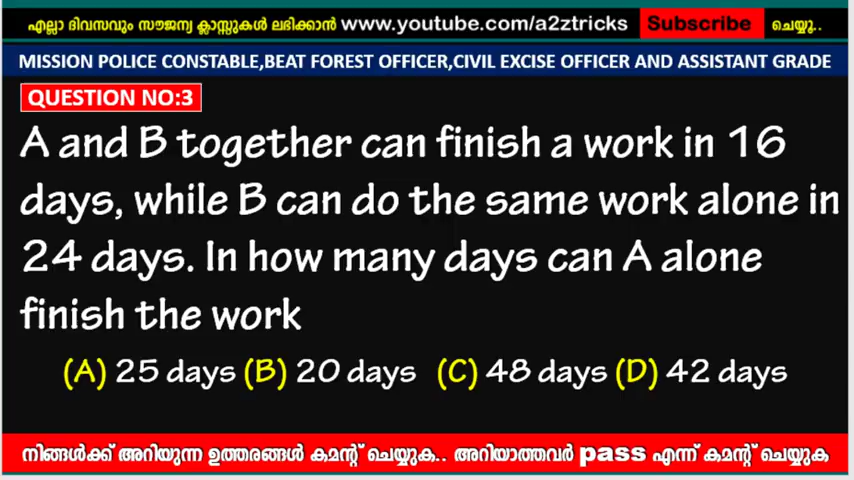 എല്ലാ ദിവസവും സൗജന്യ ക്ലാസ്സുകൾ ലഭിക്കാൻ www.youtube.com/a2ztricks Subscribe ചെയ്യൂ..
MISSION POLICE CONSTABLE,BEAT FOREST OFFICER,CIVIL EXCISE OFFICER AND ASSISTANT GRADE
QUESTION NO:3
A and B together can finish a work in 16
days, while B can do the same work alone in
24 days. In how many days can A alone
finish the work
(A) 25 days (B) 20 days (C) 48 days (D) 42 days
നിങ്ങൾക്ക് അറിയുന്ന ഉത്തരങ്ങൾ കമന്റ് ചെയ്യുക.. അറിയാത്തവർ pass എന്ന് കമന്റ് ചെയ്യുക